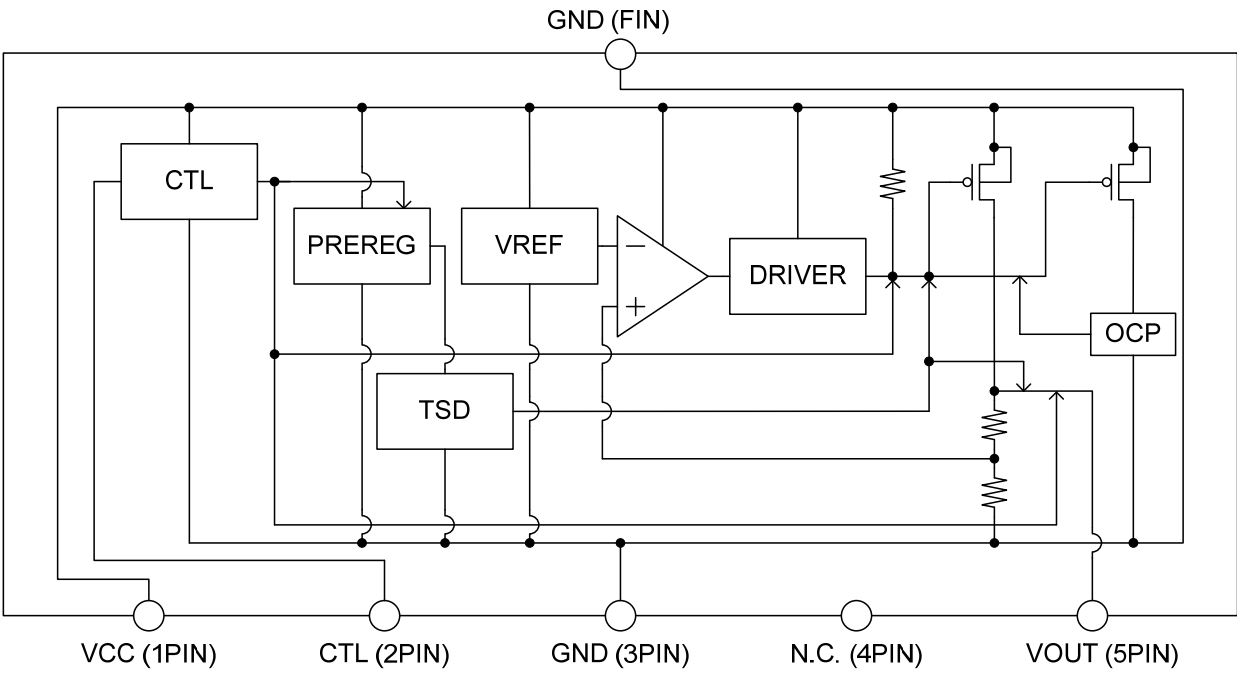 GND (FIN)
CTL
PREREG
VREF
−
+
DRIVER
OCP
TSD
VCC (1PIN)
CTL (2PIN)
GND (3PIN)
N.C. (4PIN)
VOUT (5PIN)